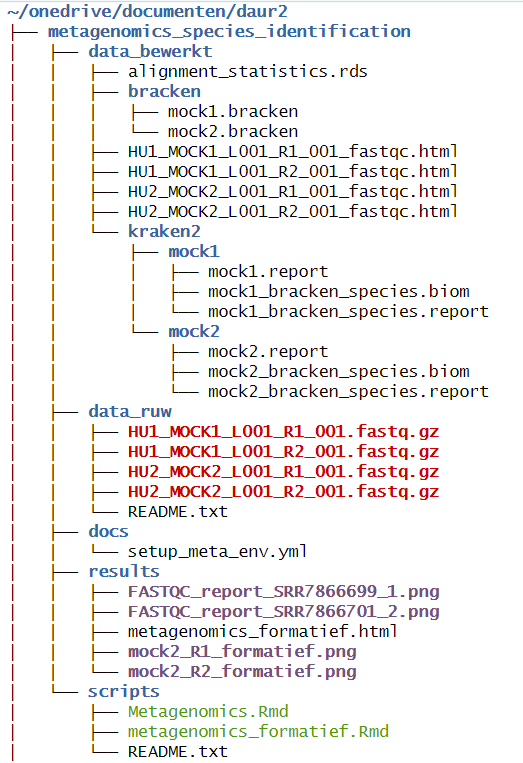 ~/onedrive/documenten/daur2
├── metagenomics_species_identification
│   ├── data_bewerkt
│   │   ├── alignment_statistics.rds
│   │   ├── bracken
│   │   │   ├── mock1.bracken
│   │   │   └── mock2.bracken
│   │   ├── HU1_MOCK1_L001_R1_001_fastqc.html
│   │   ├── HU1_MOCK1_L001_R2_001_fastqc.html
│   │   ├── HU2_MOCK2_L001_R1_001_fastqc.html
│   │   ├── HU2_MOCK2_L001_R2_001_fastqc.html
│   │   └── kraken2
│   │       ├── mock1
│   │       │   ├── mock1.report
│   │       │   ├── mock1_bracken_species.biom
│   │       │   └── mock1_bracken_species.report
│   │       └── mock2
│   │           ├── mock2.report
│   │           ├── mock2_bracken_species.biom
│   │           └── mock2_bracken_species.report
│   ├── data_ruw
│   │   ├── HU1_MOCK1_L001_R1_001.fastq.gz
│   │   ├── HU1_MOCK1_L001_R2_001.fastq.gz
│   │   ├── HU2_MOCK2_L001_R1_001.fastq.gz
│   │   ├── HU2_MOCK2_L001_R2_001.fastq.gz
│   │   └── README.txt
│   ├── docs
│   │   └── setup_meta_env.yml
│   ├── results
│   │   ├── FASTQC_report_SRR7866699_1.png
│   │   ├── FASTQC_report_SRR7866701_2.png
│   │   ├── metagenomics_formatief.html
│   │   ├── mock2_R1_formatief.png
│   │   └── mock2_R2_formatief.png
│   └── scripts
│       ├── Metagenomics.Rmd
│       ├── metagenomics_formatief.Rmd
│       └── README.txt